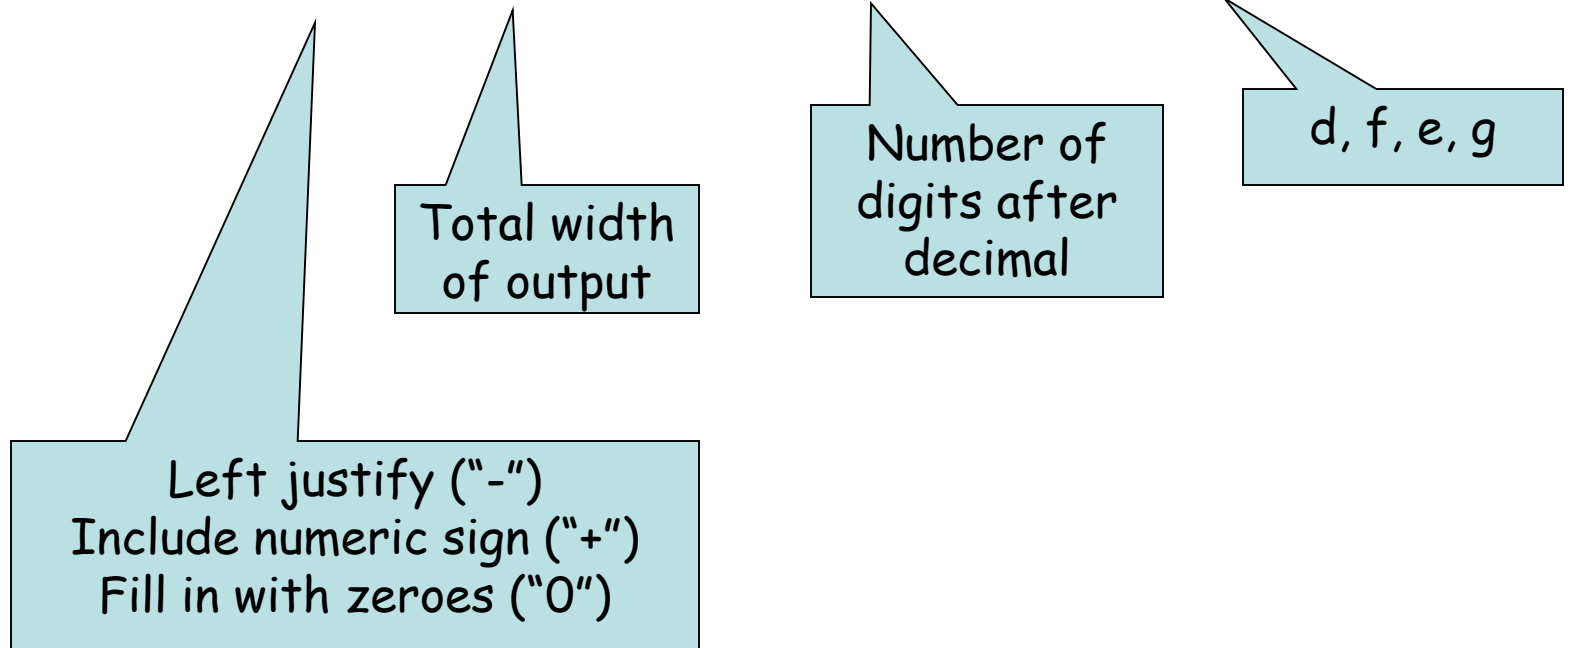 d, f, e, g
Number of
digits after
decimal
Total width
of output
Left justify (“-”)
Include numeric sign (“+”)
Fill in with zeroes (“0”)